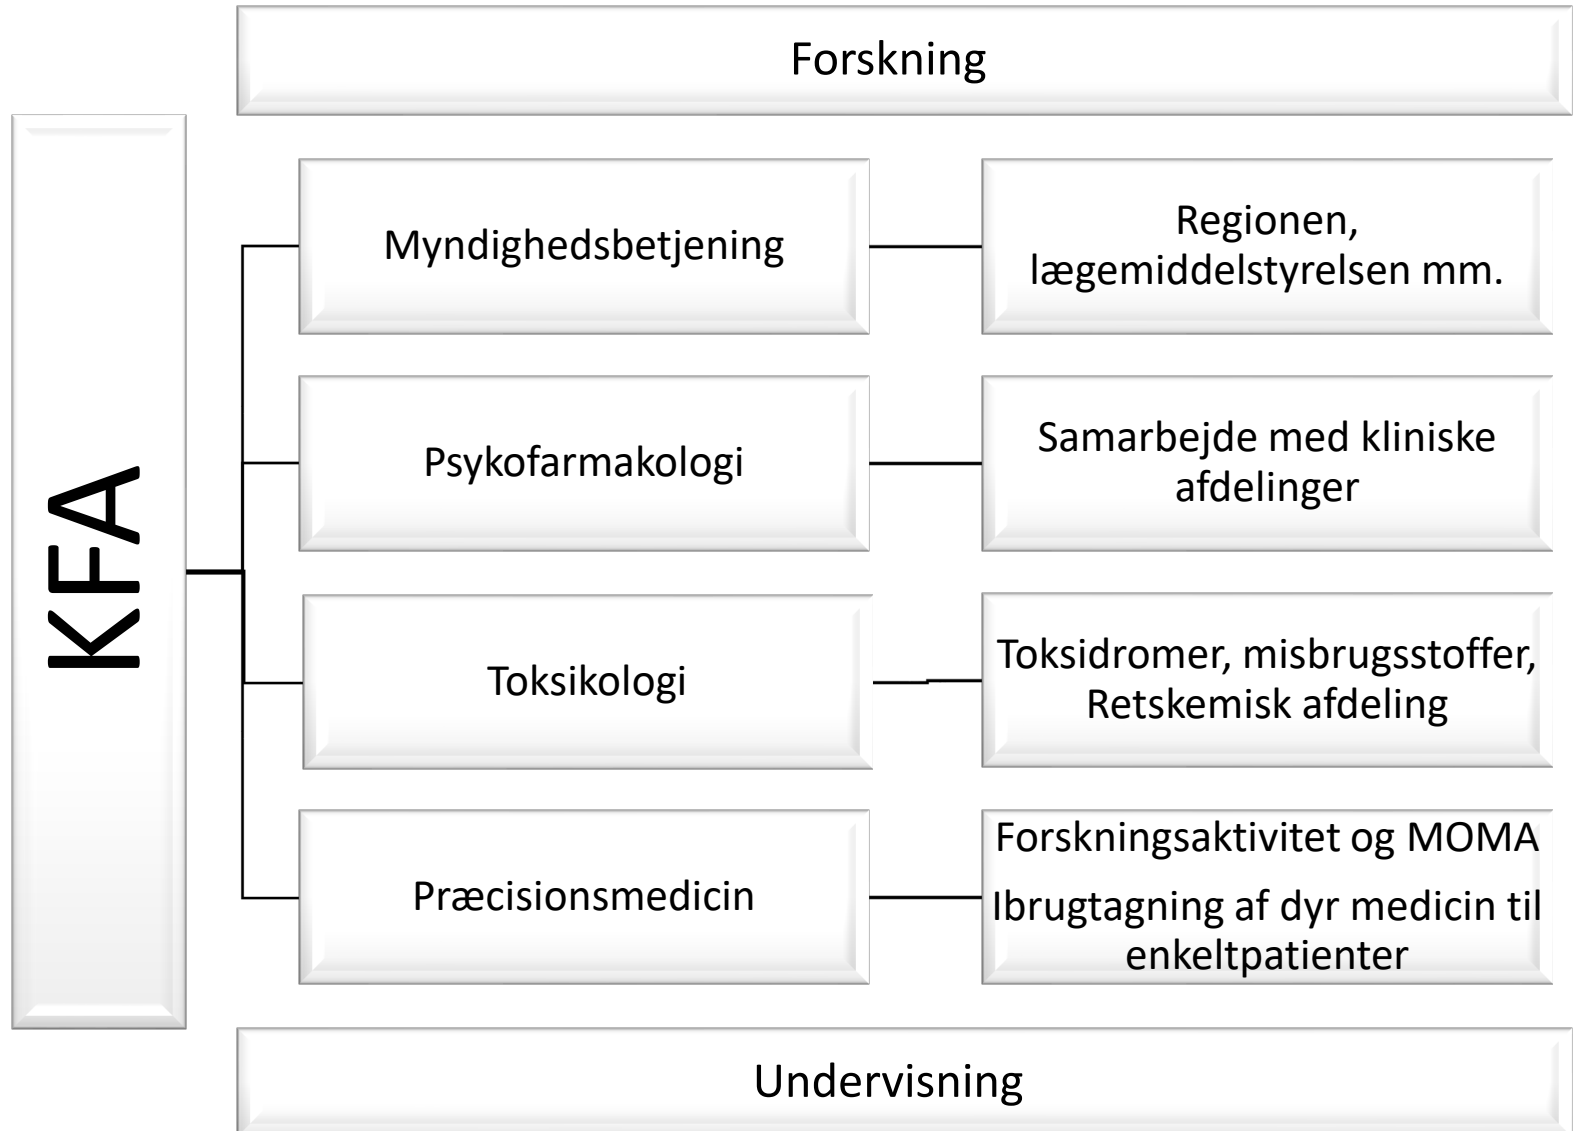 Forskning
KFA
Myndighedsbetjening
Regionen,
lægemiddelstyrelsen mm.
Psykofarmakologi
Samarbejde med kliniske
afdelinger
Toksikologi
Toksidromer, misbrugsstoffer,
Retskemisk afdeling
Præcisionsmedicin
Forskningsaktivitet og MOMA
Ibrugtagning af dyr medicin til
enkeltpatienter
Undervisning